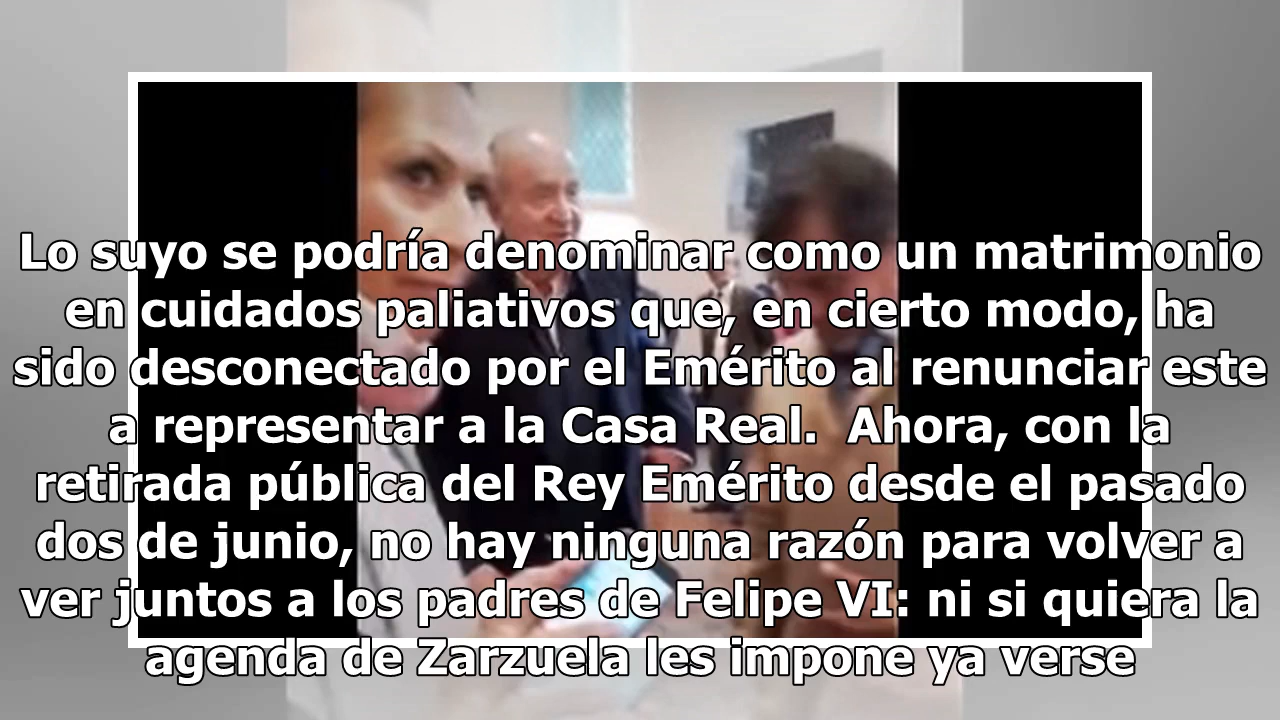 Lo suyo se podría denominar como un matrimonio
en cuidados paliativos que, en cierto modo, ha
sido desconectado por el Emérito al renunciar este
a representar a la Casa Real.  Ahora, con la
retirada pública del Rey Emérito desde el pasado
dos de junio, no hay ninguna razón para volver a
ver juntos a los padres de Felipe VI: ni si quiera la
agenda de Zarzuela les impone ya verse